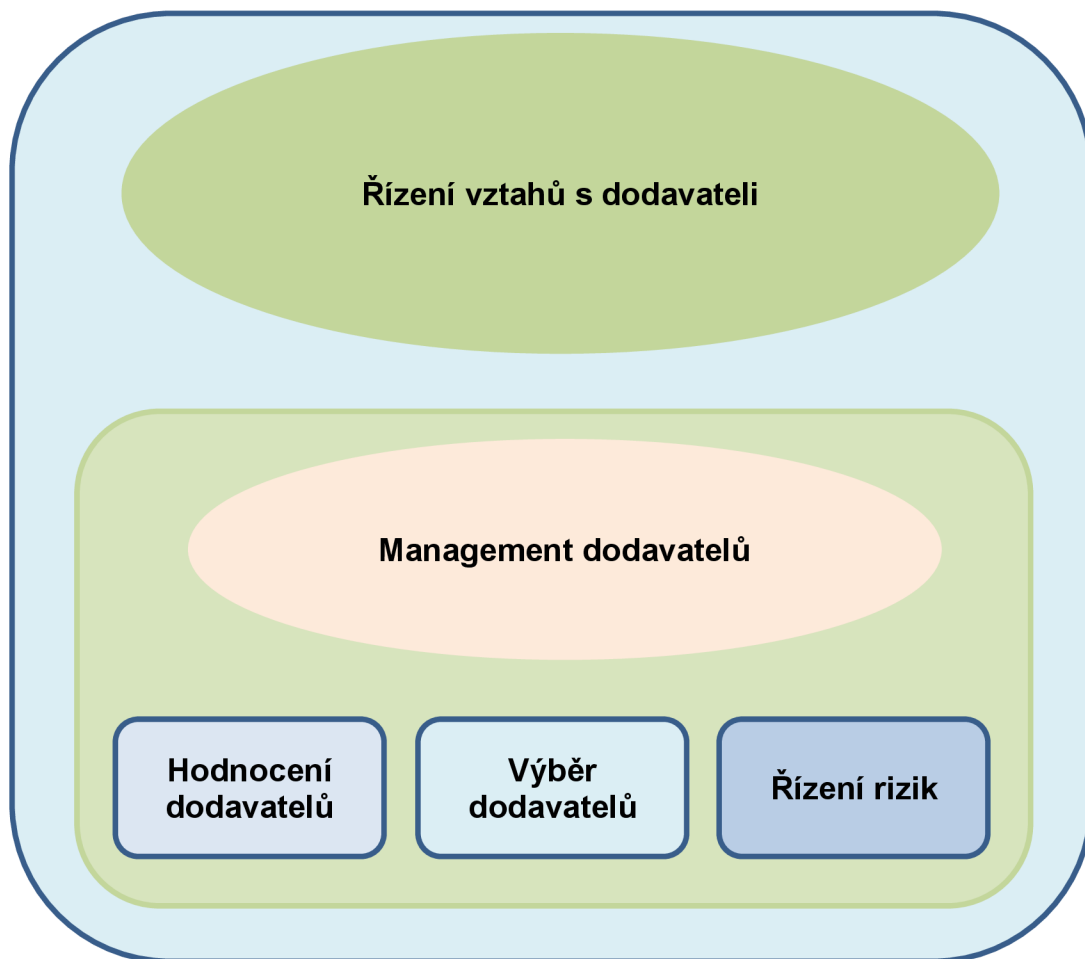 Řízení vztahů s dodavateli
Management dodavatelů
Hodnocení
dodavatelů
Výběr
dodavatelů
Řízení rizik